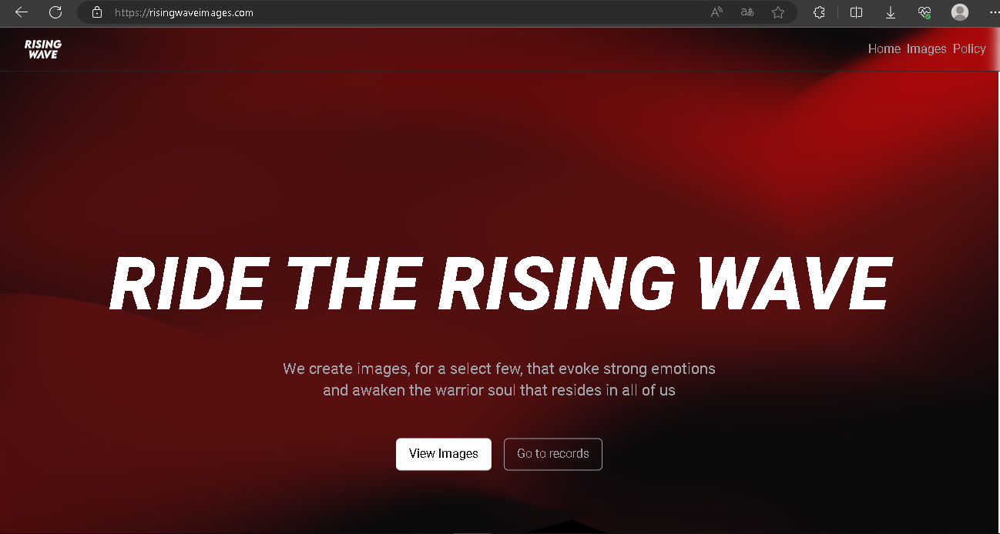 https://risingwaveimages.com
RISING
WAVE
Home Images Policy
RIDE THE RISING WAVE
We create images, for a select few, that evoke strong emotions
and awaken the warrior soul that resides in all of us
View Images Go to records